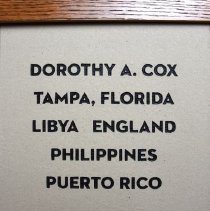 DOROTHY A. COX
TAMPA, FLORIDA
LIBYA ENGLAND
PHILIPPINES
PUERTO RICO